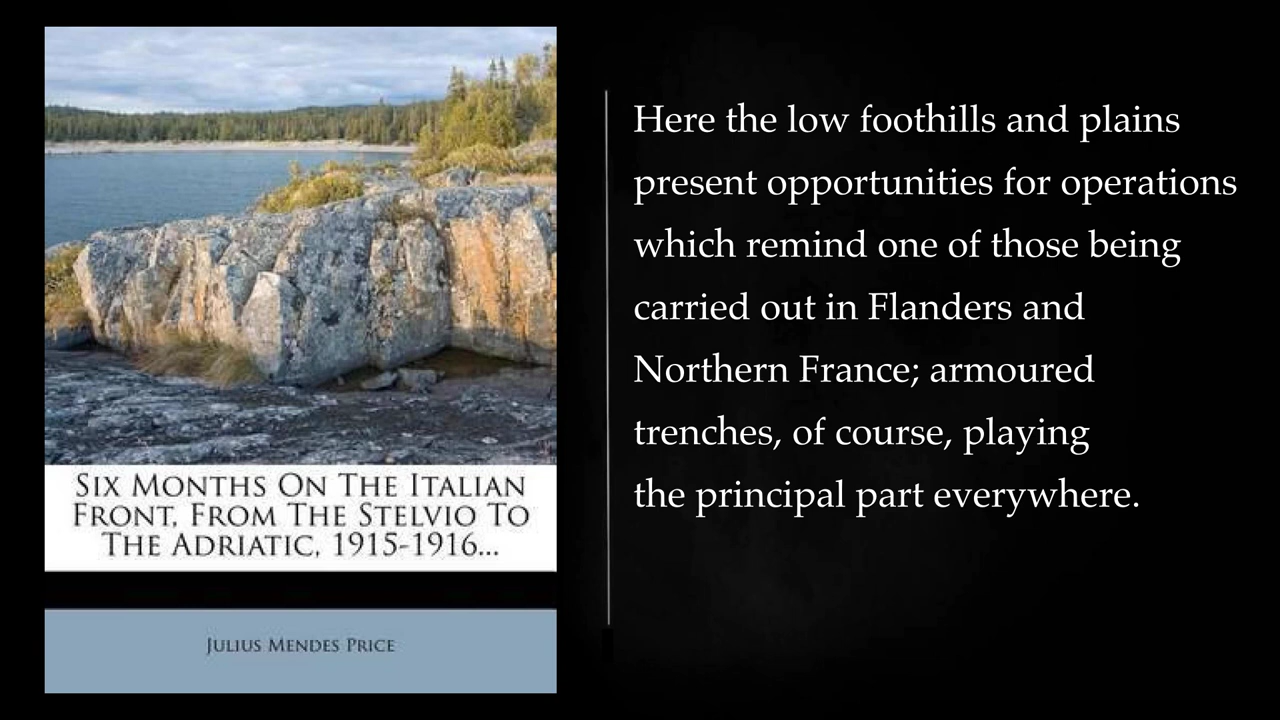 Six Months On The Italian
Front, From The Stelvio To
The Adriatic, 1915-1916...
Julius Mendes Price
Here the low foothills and plains
present opportunities for operations
which remind one of those being
carried out in Flanders and
Northern France; armoured
trenches, of course, playing
the principal part everywhere.